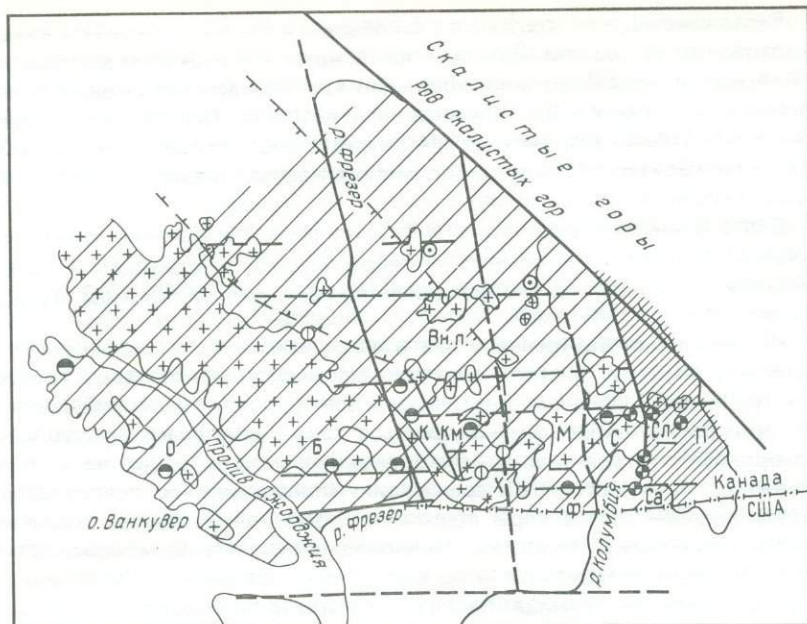 Скалистые горы
ров скалистых гор
р. Фрезер
Вн.п.
О
Б
К
Км
М
С
Сл
П
Х
Ф
Са
Канада
США
пролив Джорджия
о. Ванкувер
р. Фрезер
р. Колумбия